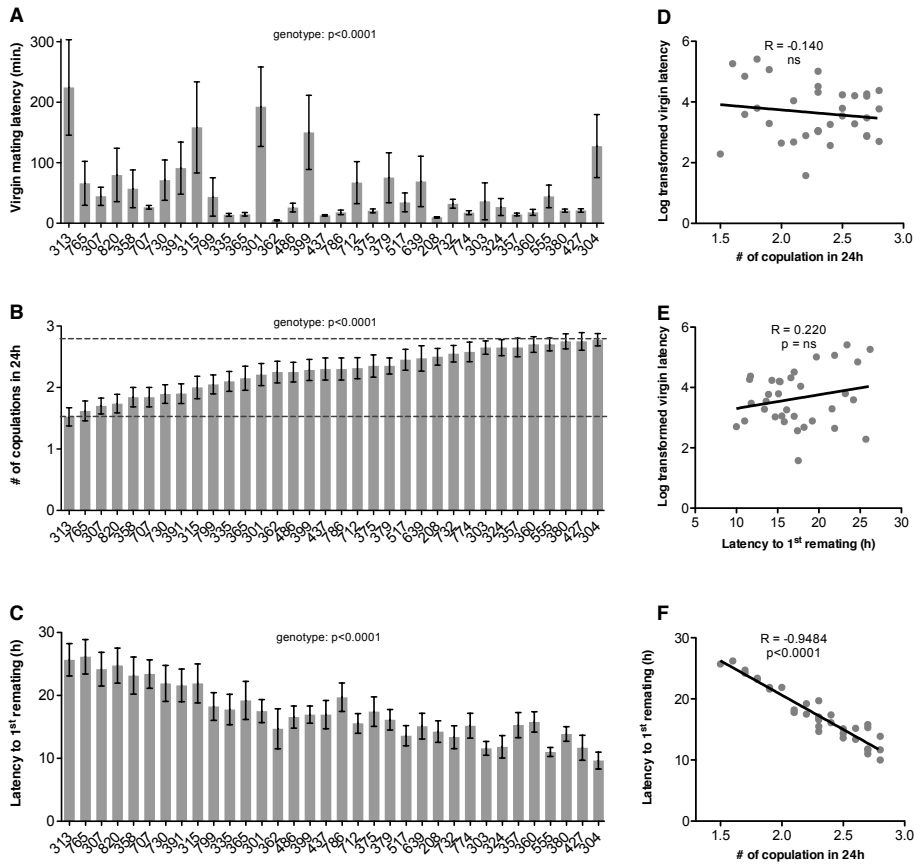 A
genotype: p<0.0001
Virgin mating latency (min.)
300
200
100
0
313 765 307 820 358 707 730 391 315 799 335 365 301 362 486 399 437 786 712 375 379 517 639 208 732 774 303 324 357 360 555 380 427 304
B
genotype: p<0.0001
# of copulations in 24h
3
2
1
0
313 765 307 820 358 707 730 391 315 799 335 365 301 362 486 399 437 786 712 375 379 517 639 208 732 774 303 324 357 360 555 380 427 304
C
genotype: p<0.0001
Latency to 1st remating (h)
30
20
10
0
313 765 307 820 358 707 730 391 315 799 335 365 301 362 486 399 437 786 712 375 379 517 639 208 732 774 303 324 357 360 555 380 427 304
D
R = -0.140
ns
Log transformed virgin latency
6
4
2
0
1.5 2.0 2.5 3.0
# of copulation in 24h
E
R = 0.220
p = ns
Log transformed virgin latency
6
4
2
0
5 10 15 20 25 30
Latency to 1st remating (h)
F
R = -0.9484
p<0.0001
Latency to 1st remating (h)
30
20
10
0
1.5 2.0 2.5 3.0
# of copulation in 24h